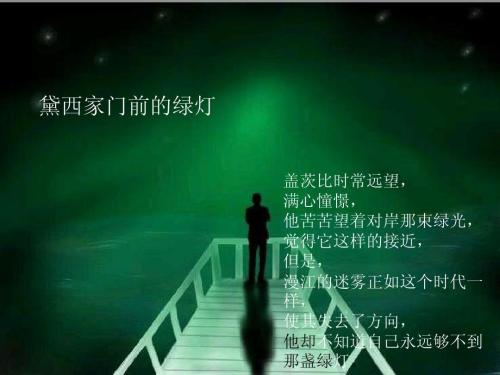 黛西家门前的绿灯
盖茨比时常远望，
满心憧憬，
他苦苦望着对岸那束绿光，
觉得它这样的接近，
但是，
漫江的迷雾正如这个时代一
样，
使其失去了方向，
他却不知道自己永远够不到
那盏绿灯